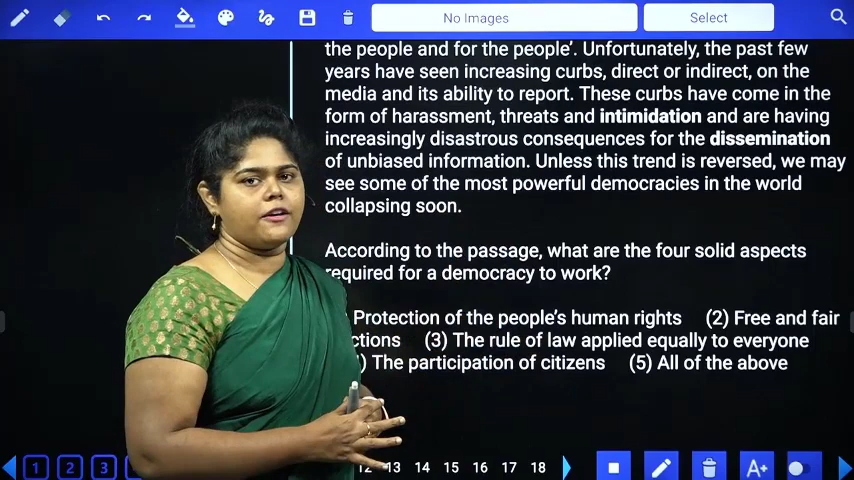 No Images
Select
the people and for the people'. Unfortunately, the past few
years have seen increasing curbs, direct or indirect, on the
media and its ability to report. These curbs have come in the
form of harassment, threats and intimidation and are having
increasingly disastrous consequences for the dissemination
of unbiased information. Unless this trend is reversed, we may
see some of the most powerful democracies in the world
collapsing soon.
According to the passage, what are the four solid aspects
required for a democracy to work?
Protection of the people's human rights (2) Free and fair
ctions (3) The rule of law applied equally to everyone
) The participation of citizens (5) All of the above
1 2 3 12 13 14 15 16 17 18
A+